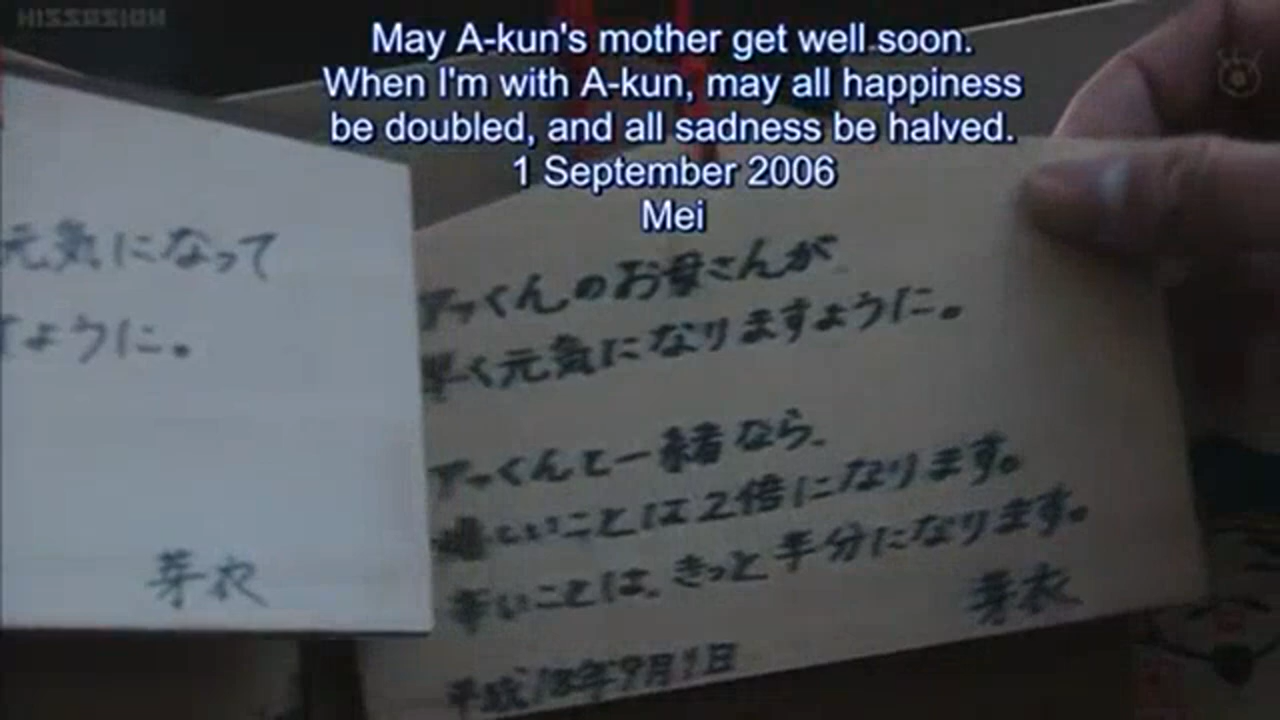 HISSASION
May A-kun's mother get well soon.
When I'm with A-kun, may all happiness
be doubled, and all sadness be halved.
1 September 2006
Mei
元気になって
すように。
芽衣
アっくんのお母さんが
早く元気になりますように。
アっくんと一緒なら、
嬉しいことは2倍になります。
辛いことは、きっと半分になります。
芽衣
平成18年9月1日